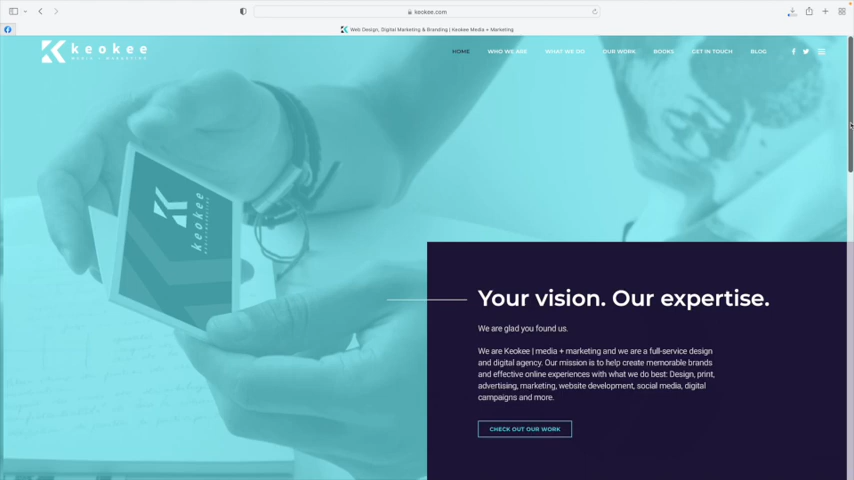 keokee.com
Web Design, Digital Marketing & Branding | Keokee Media + Marketing
keokee
MEDIA + MARKETING
HOME
WHO WE ARE
WHAT WE DO
OUR WORK
BOOKS
GET IN TOUCH
BLOG
keokee
Your vision. Our expertise.
We are glad you found us.
We are Keokee | media + marketing and we are a full-service design
and digital agency. Our mission is to help create memorable brands
and effective online experiences with what we do best: Design, print,
advertising, marketing, website development, social media, digital
campaigns and more.
CHECK OUT OUR WORK